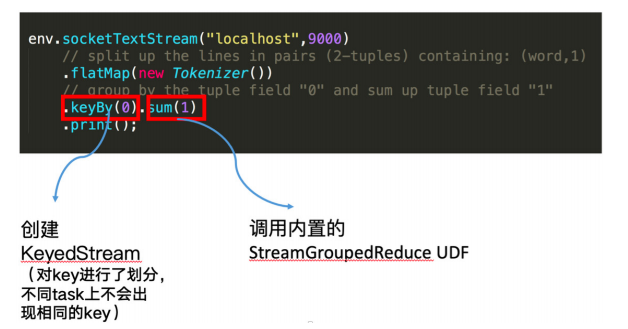 env.socketTextStream("localhost",9000)
// split up the lines in pairs (2-tuples) containing: (word,1)
.flatMap(new Tokenizer())
// group by the tuple field "0" and sum up tuple field "1"
.keyBy(0).sum(1)
.print();
创建
KeyedStream
（对key进行了划分，
不同task上不会出
现相同的key）
调用内置的
StreamGroupedReduce UDF